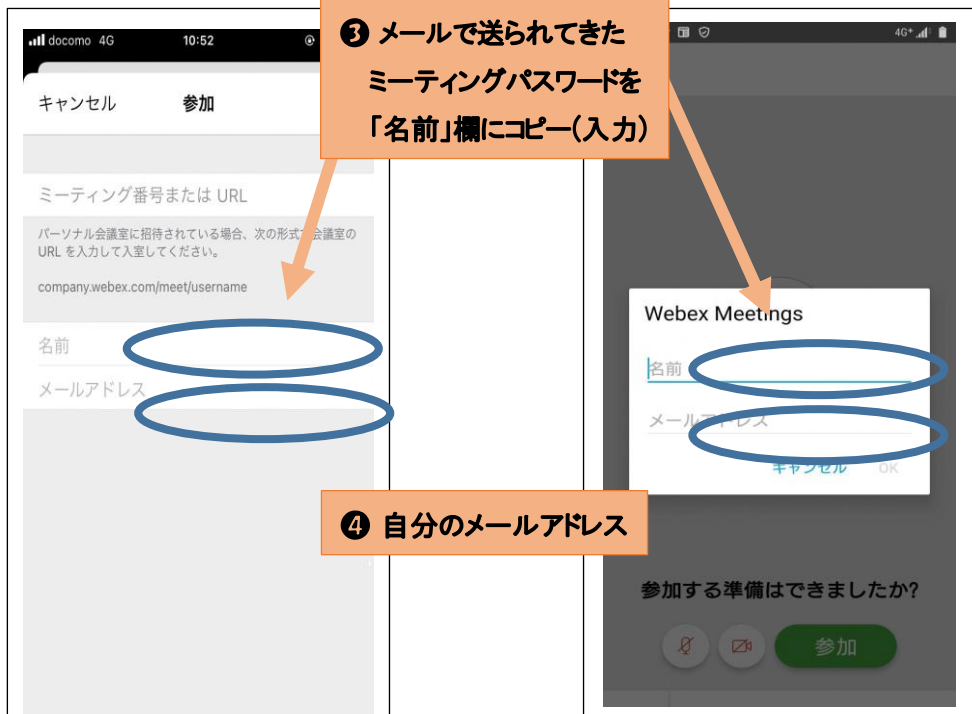 ❸ メールで送られてきた
ミーティングパスワードを
「名前」欄にコピー(入力)
docomo 4G 10:52
キャンセル 参加
ミーティング番号または URL
パーソナル会議室に招待されている場合、次の形式 会議室の
URL を入力して入室してください。
company.webex.com/meet/username
名前
メールアドレス
4G+
Webex Meetings
名前
メールアドレス
キャンセル OK
❹ 自分のメールアドレス
参加する準備はできましたか?
参加